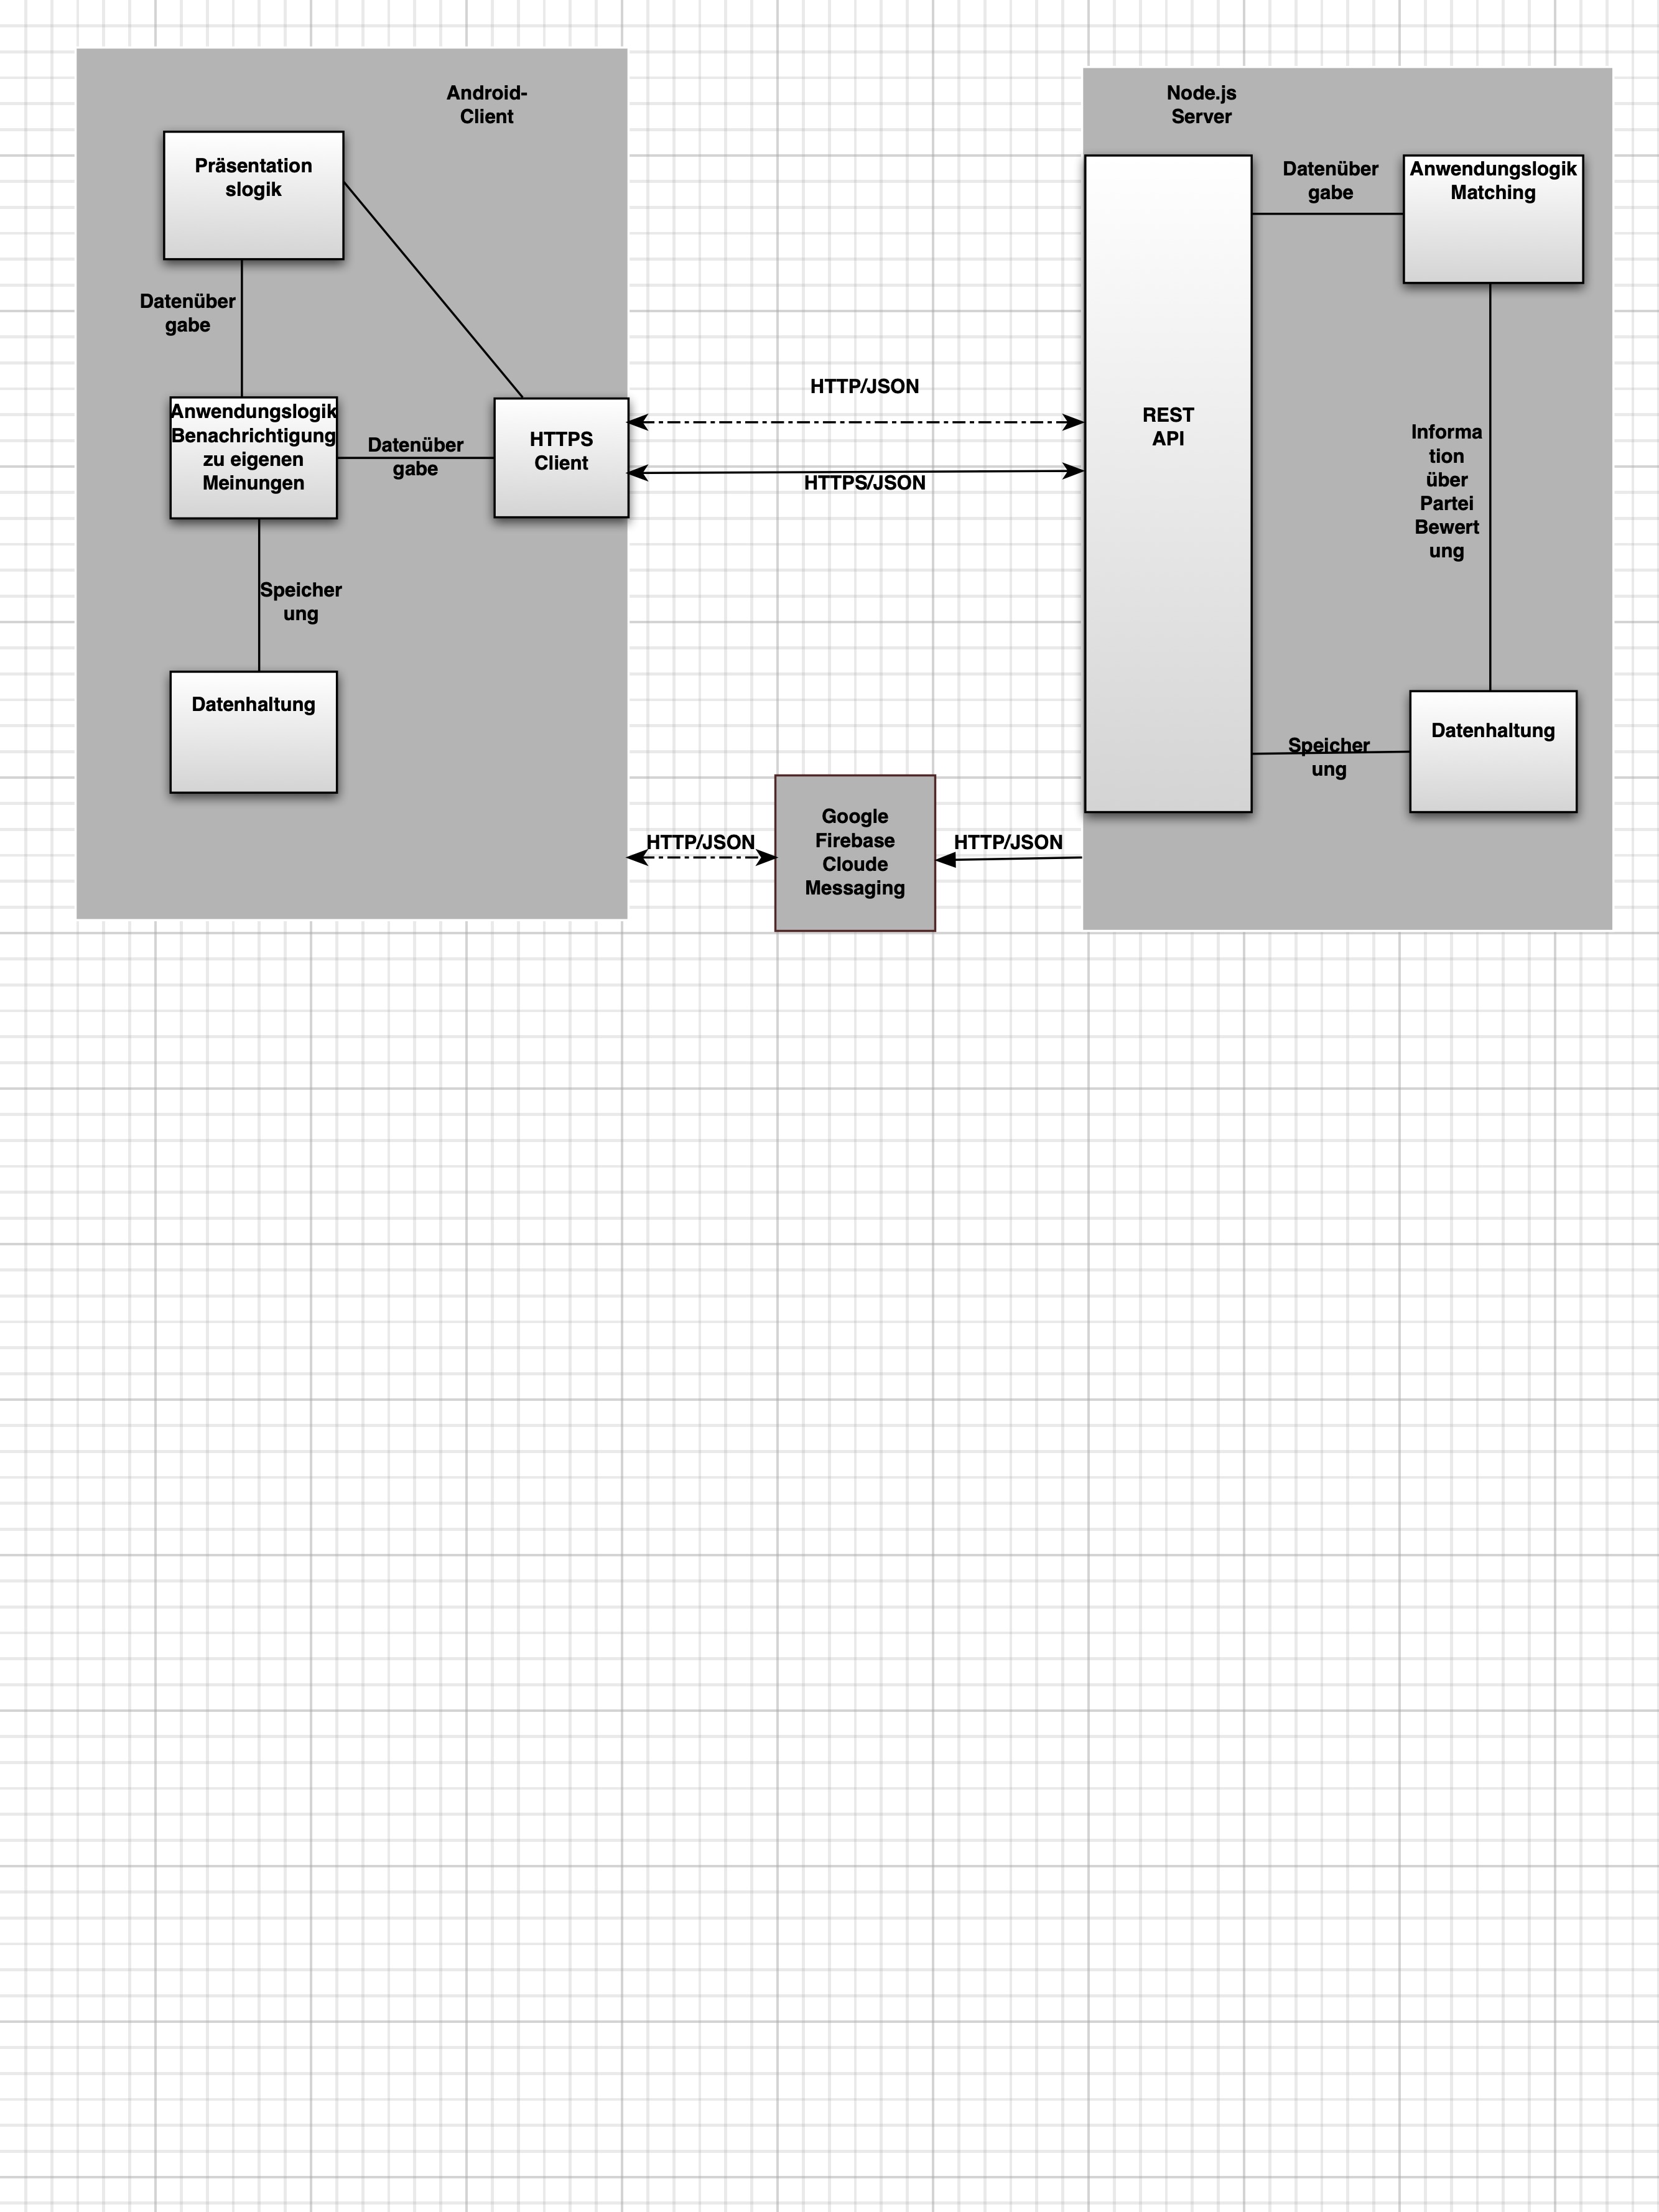 Android-
Client
Präsentation
slogik
Datenüber
gabe
Anwendungslogik
Benachrichtigung
zu eigenen
Meinungen
Datenüber
gabe
HTTPS
Client
Speicher
ung
Datenhaltung
HTTP/JSON
HTTPS/JSON
HTTP/JSON
Google
Firebase
Cloude
Messaging
HTTP/JSON
Node.js
Server
REST
API
Datenüber
gabe
Anwendungslogik
Matching
Informa
tion
über
Partei
Bewert
ung
Speicher
ung
Datenhaltung